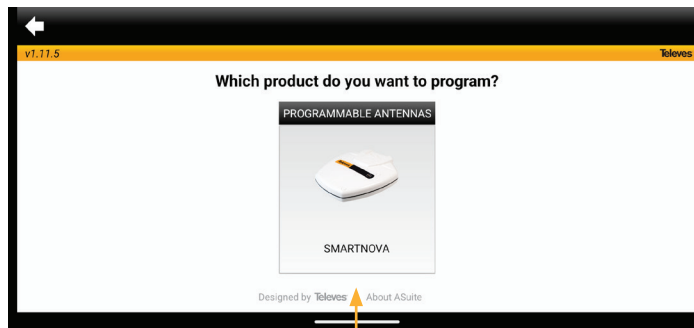 v1.11.5 Televes
Which product do you want to program?
PROGRAMMABLE ANTENNAS
SMARTNOVA
Designed by Televes About ASuite